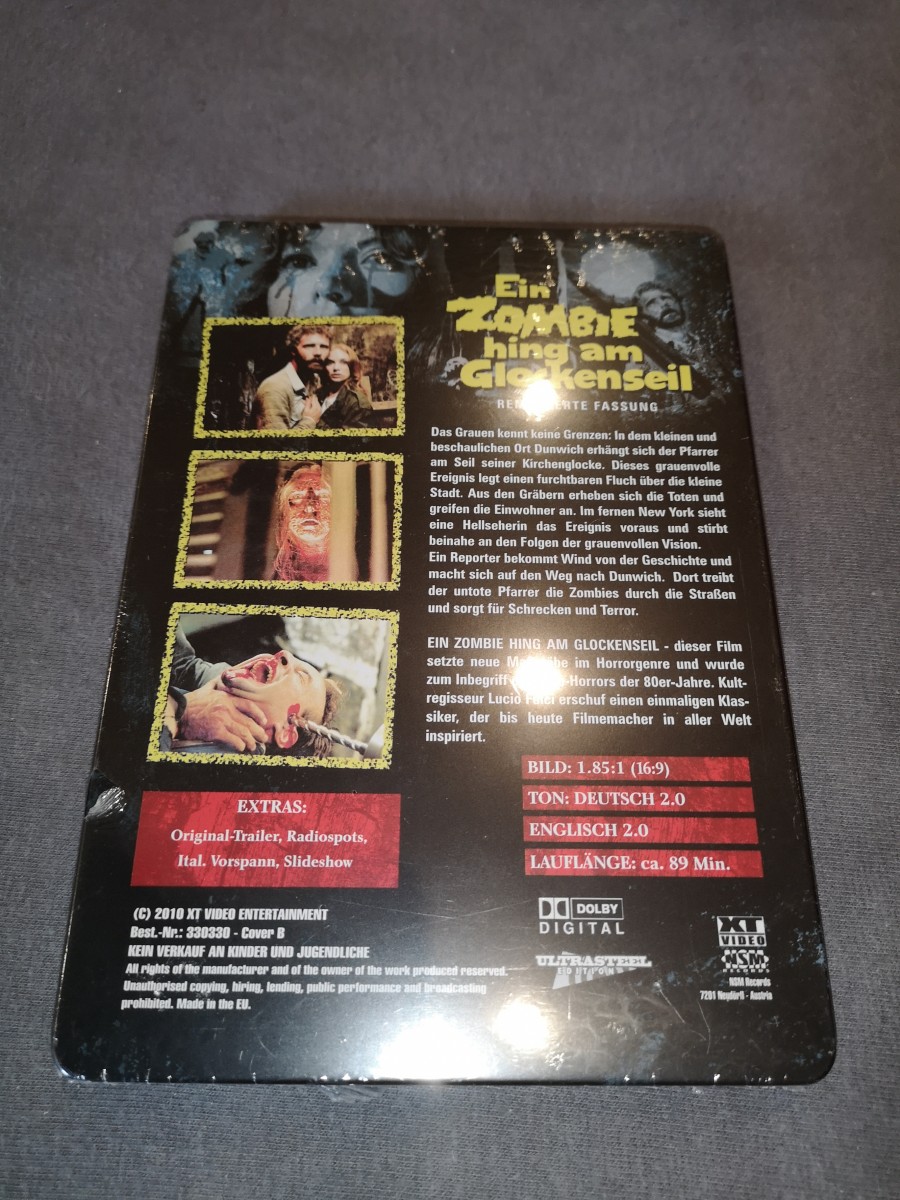 Ein
ZOMBIE
hing am
Glockenseil
FASSUNG
Das Grauen kennt keine Grenzen: In dem kleinen und
beschaulichen Ort Dunwich erhängt sich der Pfarrer
am Seil seiner Kirchenglocke. Dieses grauenvolle
Ereignis legt einen furchtbaren Fluch über die kleine
Stadt. Aus den Gräbern erheben sich die Toten und
greifen die Einwohner an. Im fernen New York sieht
eine Hellseherin das Ereignis voraus und stirbt
beinahe an den Folgen der grauenvollen Vision.
Ein Reporter bekommt Wind von der Geschichte und
macht sich auf den Weg nach Dunwich. Dort treibt
der untote Pfarrer die Zombies durch die Straßen
und sorgt für Schrecken und Terror.
EIN ZOMBIE HING AM GLOCKENSEIL - dieser Film
setzte neue im Horrorgenre und wurde
zum Inbegriff -Horrors der 80er-Jahre. Kult-
regisseur Lucio Fulci erschuf einen einmaligen Klas-
siker, der bis heute Filmemacher in aller Welt
inspiriert.
BILD: 1.85:1 (16:9)
TON: DEUTSCH 2.0
ENGLISCH 2.0
LAUFLÄNGE: ca. 89 Min.
EXTRAS:
Original-Trailer, Radiospots,
Ital. Vorspann, Slideshow
(C) 2010 XT VIDEO ENTERTAINMENT
Best.-Nr.: 330330 - Cover B
KEIN VERKAUF AN KINDER UND JUGENDLICHE
All rights of the manufacturer and of the owner of the work produced reserved.
Unauthorised copying, hiring, lending, public performance and broadcasting
prohibited. Made in the EU.
DOLBY
DIGITAL
ULTRASTEEL
EDITION
XT
VIDEO
NSM
RECORDS
NSM Records
7201 Neudörfl - Austria